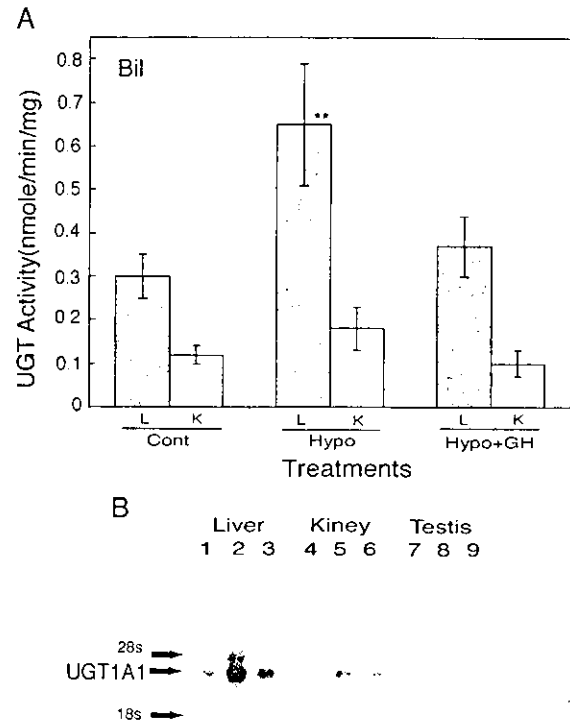 A
Bil
UGT Activity(nmole/min/mg)
0.8
0.7
0.6
0.5
0.4
0.3
0.2
0.1
0
**
L K L K L K
Cont Hypo Hypo+GH
Treatments
B
Liver Kiney Testis
1 2 3 4 5 6 7 8 9
28s
UGT1A1
18s